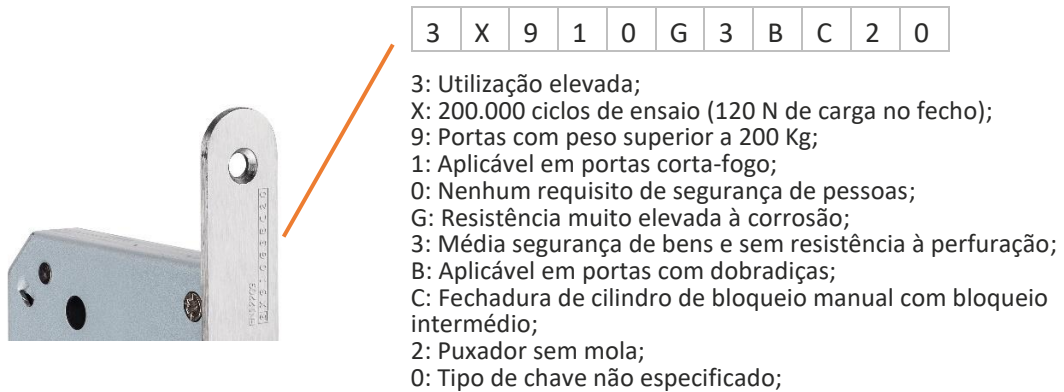 3 X 9 1 0 G 3 B C 2 0
3: Utilização elevada;
X: 200.000 ciclos de ensaio (120 N de carga no fecho);
9: Portas com peso superior a 200 Kg;
1: Aplicável em portas corta-fogo;
0: Nenhum requisito de segurança de pessoas;
G: Resistência muito elevada à corrosão;
3: Média segurança de bens e sem resistência à perfuração;
B: Aplicável em portas com dobradiças;
C: Fechadura de cilindro de bloqueio manual com bloqueio
intermédio;
2: Puxador sem mola;
0: Tipo de chave não especificado;